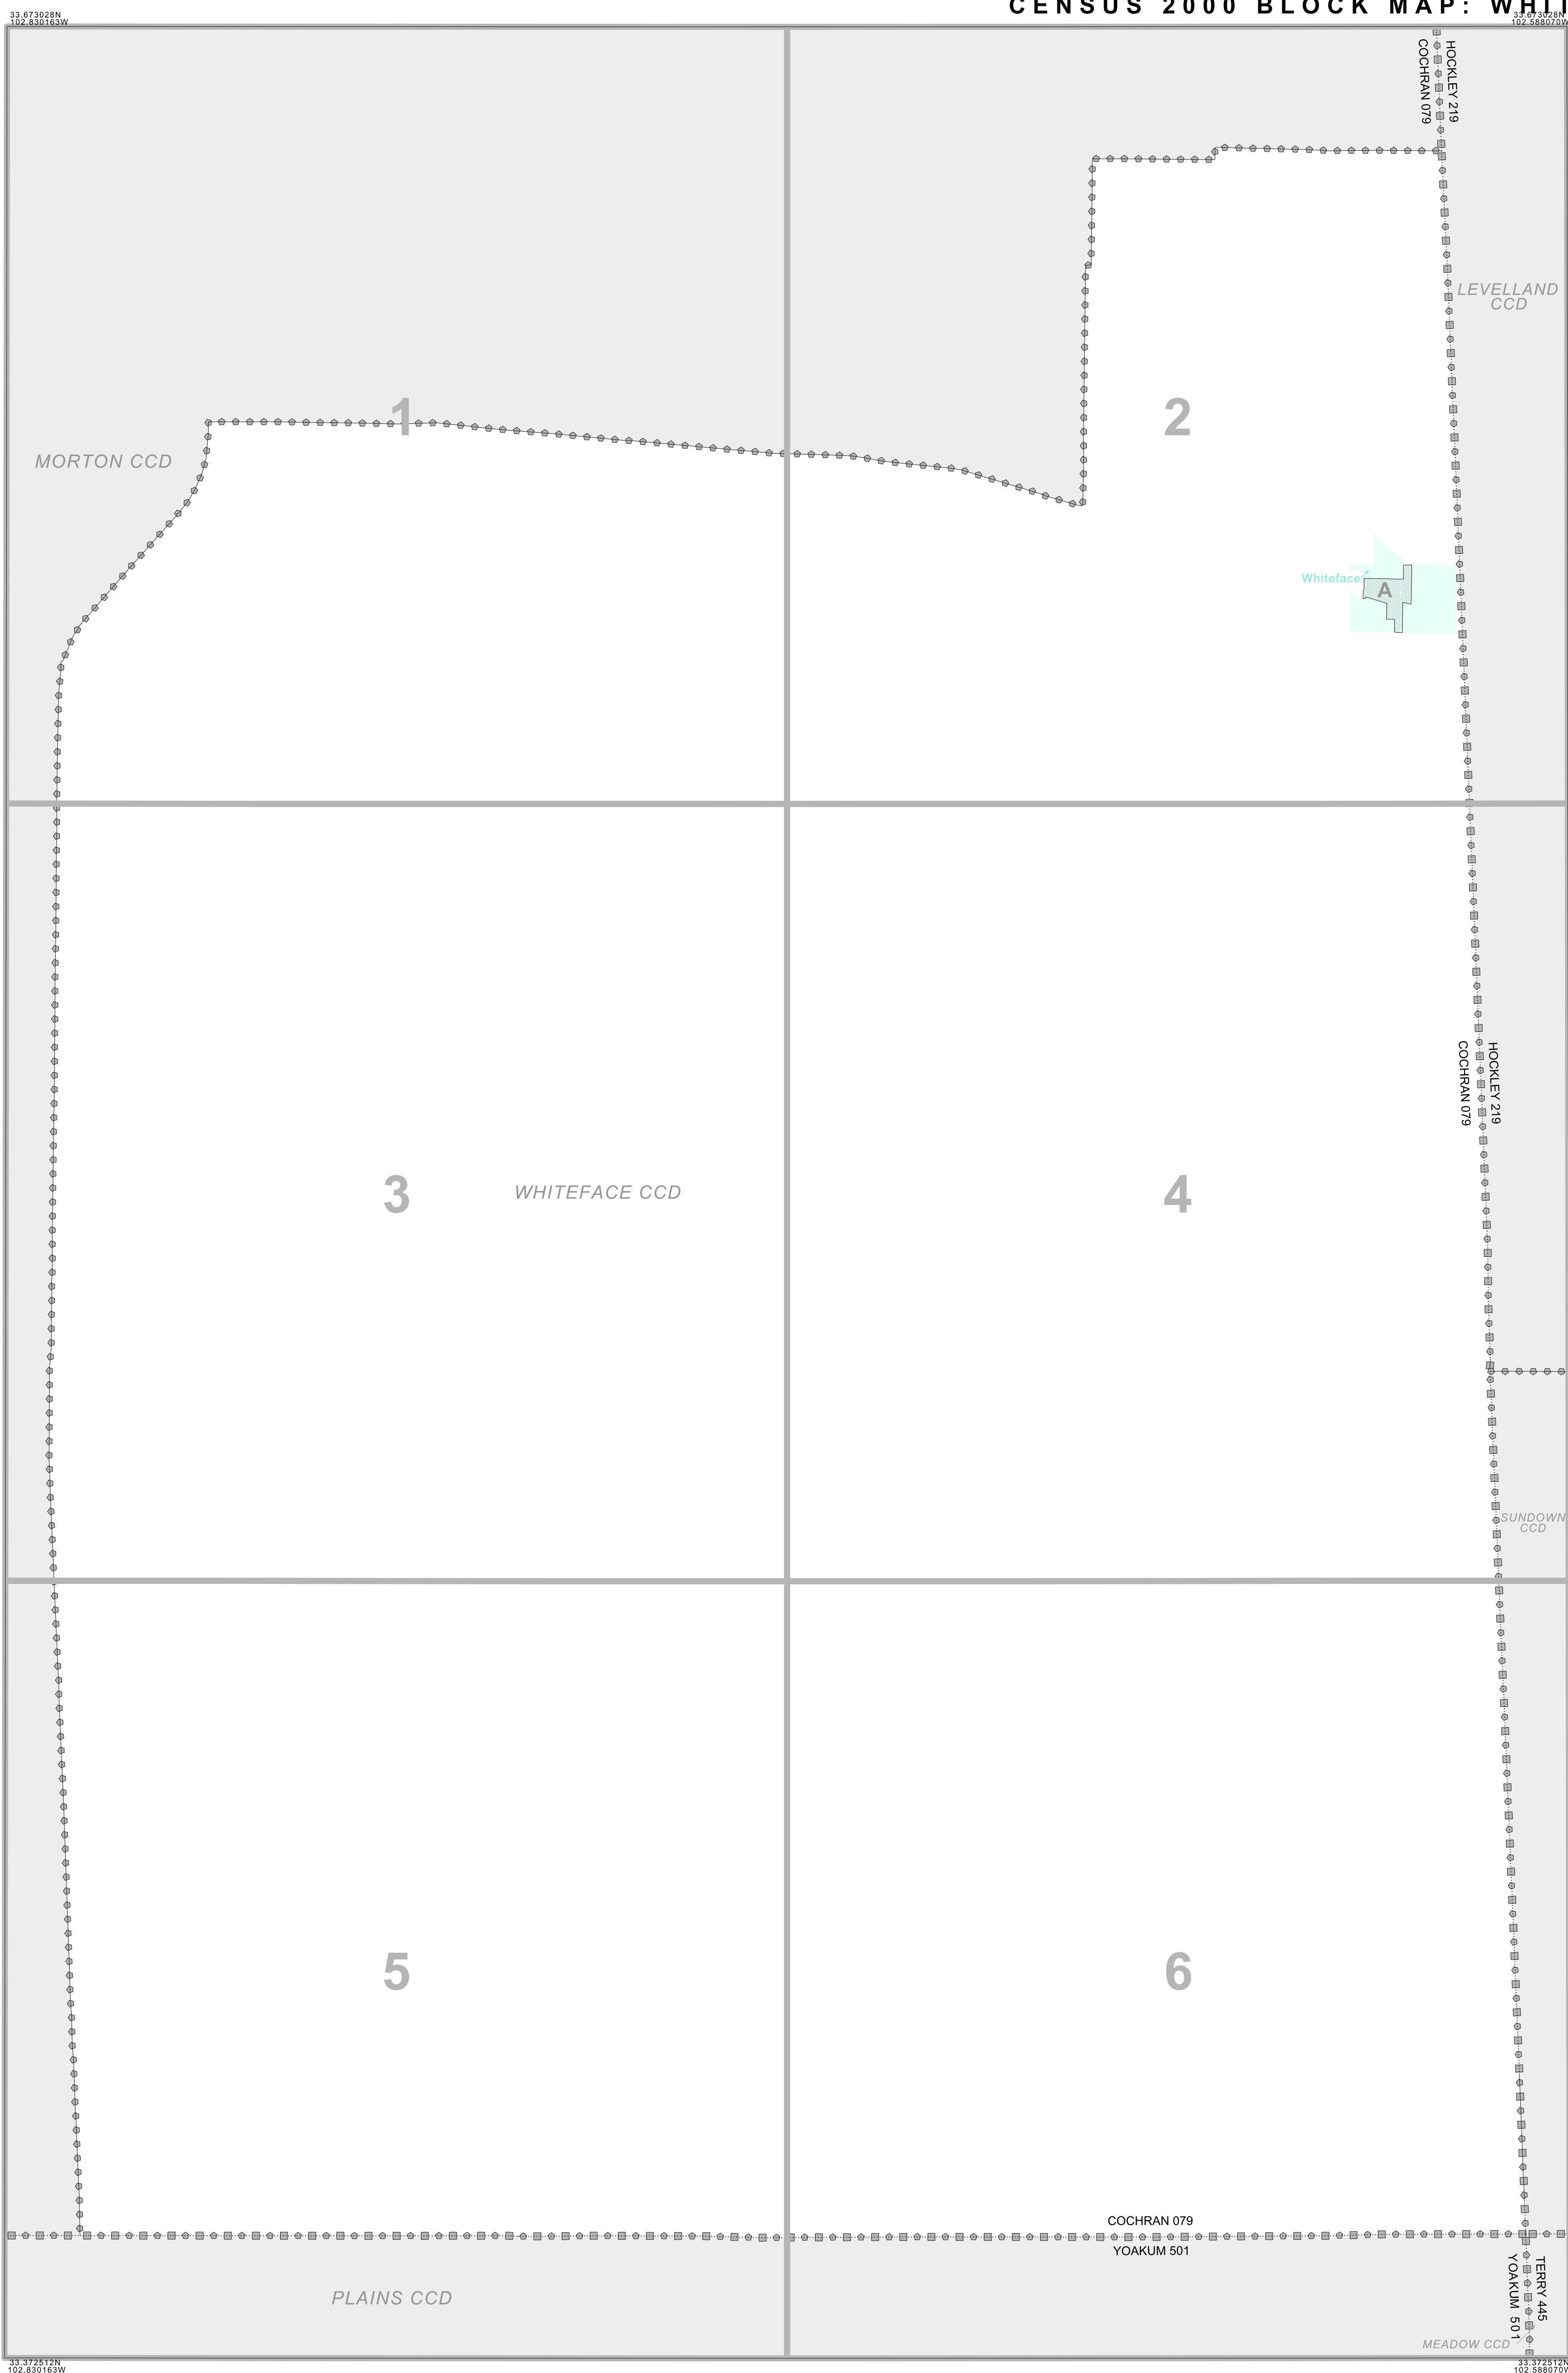 CENSUS 2000 BLOCK MAP: WHIT
33.673028N
102.830163W
33.673028N
102.588070W
HOCKLEY 219
COCHRAN 079
LEVELLAND
CCD
1
2
MORTON CCD
Whiteface
A
HOCKLEY 219
COCHRAN 079
3
WHITEFACE CCD
4
SUNDOWN
CCD
5
6
COCHRAN 079
YOAKUM 501
TERRY 445
YOAKUM 501
PLAINS CCD
MEADOW CCD
33.372512N
102.830163W
33.372512N
102.588070W